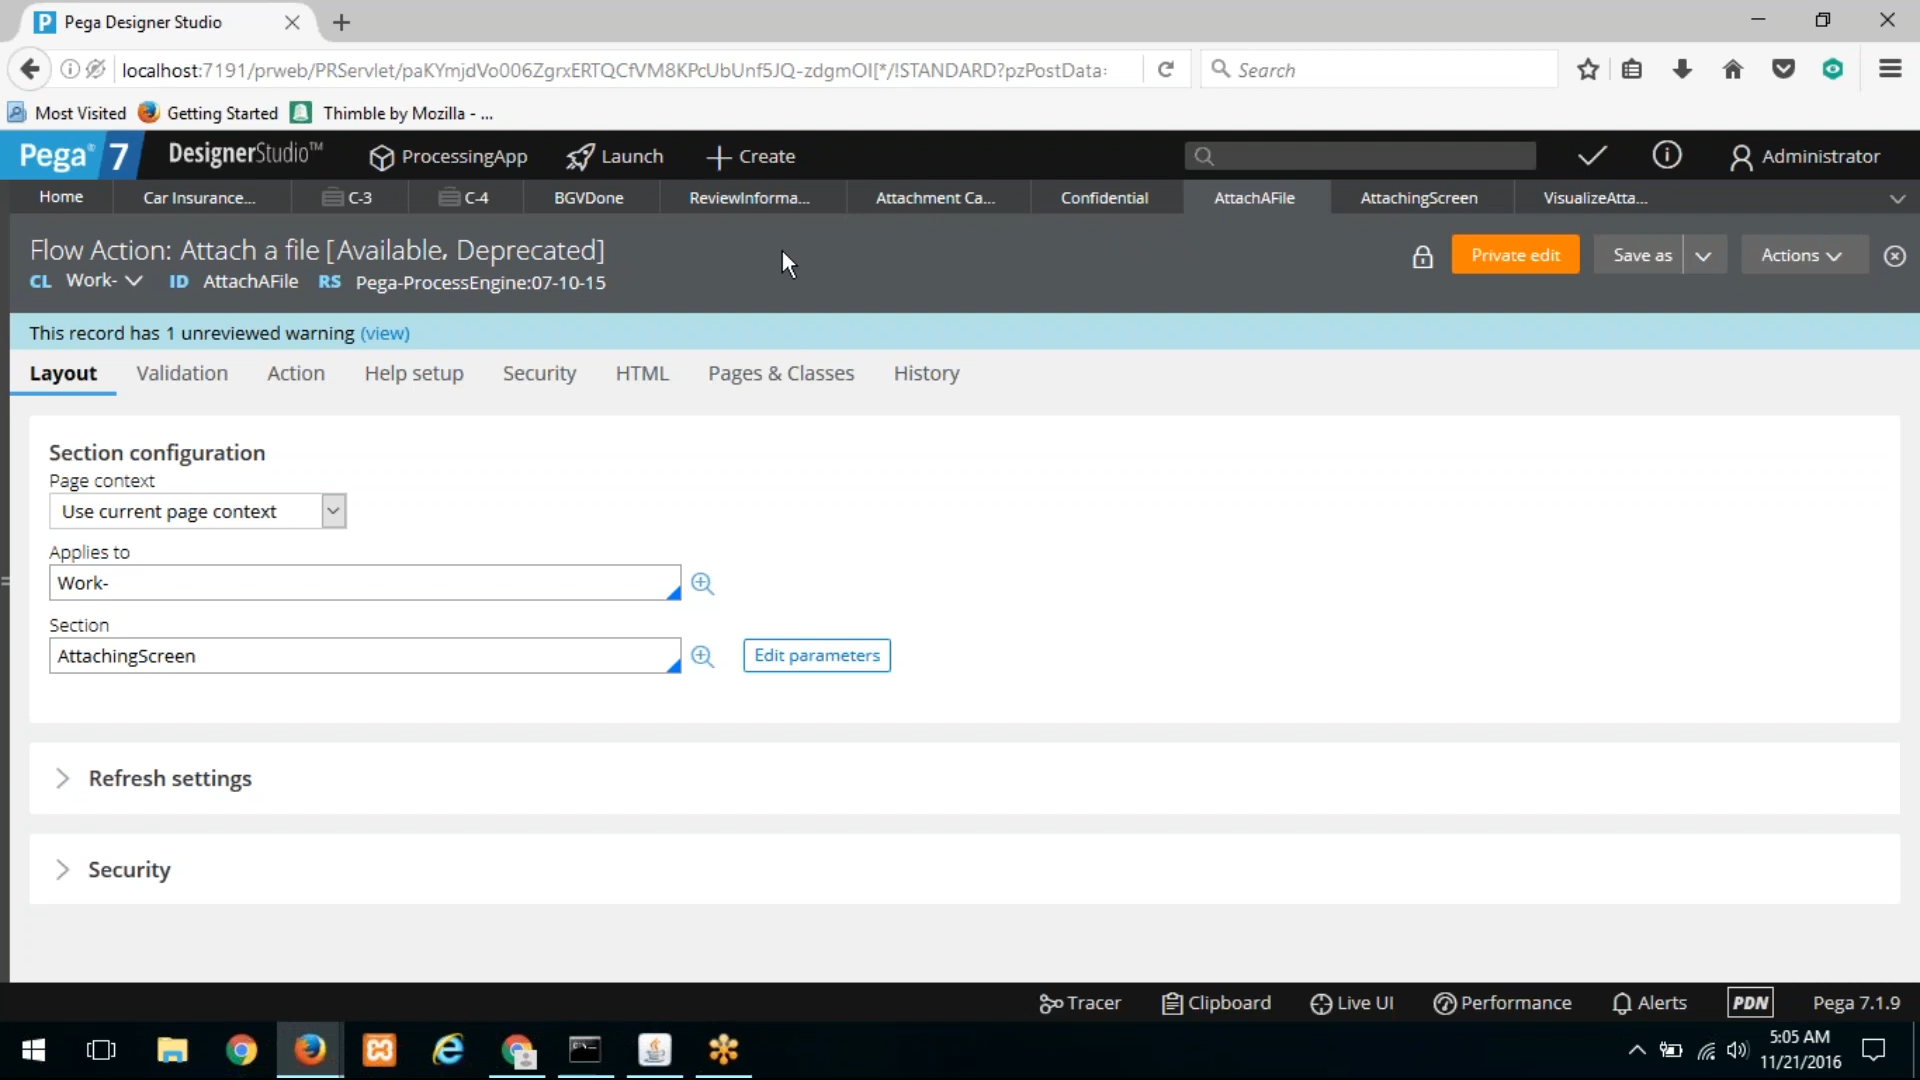 Pega Designer Studio
localhost:7191/prweb/PRServlet/paKYmjdVo006ZgrxERTQCfVM8KPcUbUnf5JQ-zdgmOI[*/!STANDARD?pzPostData:
Search
Most Visited Getting Started Thimble by Mozilla - ...
Pega® 7 DesignerStudio™ ProcessingApp Launch Create Administrator
Home Car Insurance... C-3 C-4 BGVDone ReviewInforma... Attachment Ca... Confidential AttachAFile AttachingScreen VisualizeAtta...
Flow Action: Attach a file [Available, Deprecated]
CL Work- ID AttachAFile RS Pega-ProcessEngine:07-10-15
Private edit Save as Actions
This record has 1 unreviewed warning (view)
Layout Validation Action Help setup Security HTML Pages & Classes History
Section configuration
Page context
Use current page context
Applies to
Work-
Section
AttachingScreen
Edit parameters
Refresh settings
Security
Tracer Clipboard Live UI Performance Alerts PDN Pega 7.1.9
5:05 AM
11/21/2016